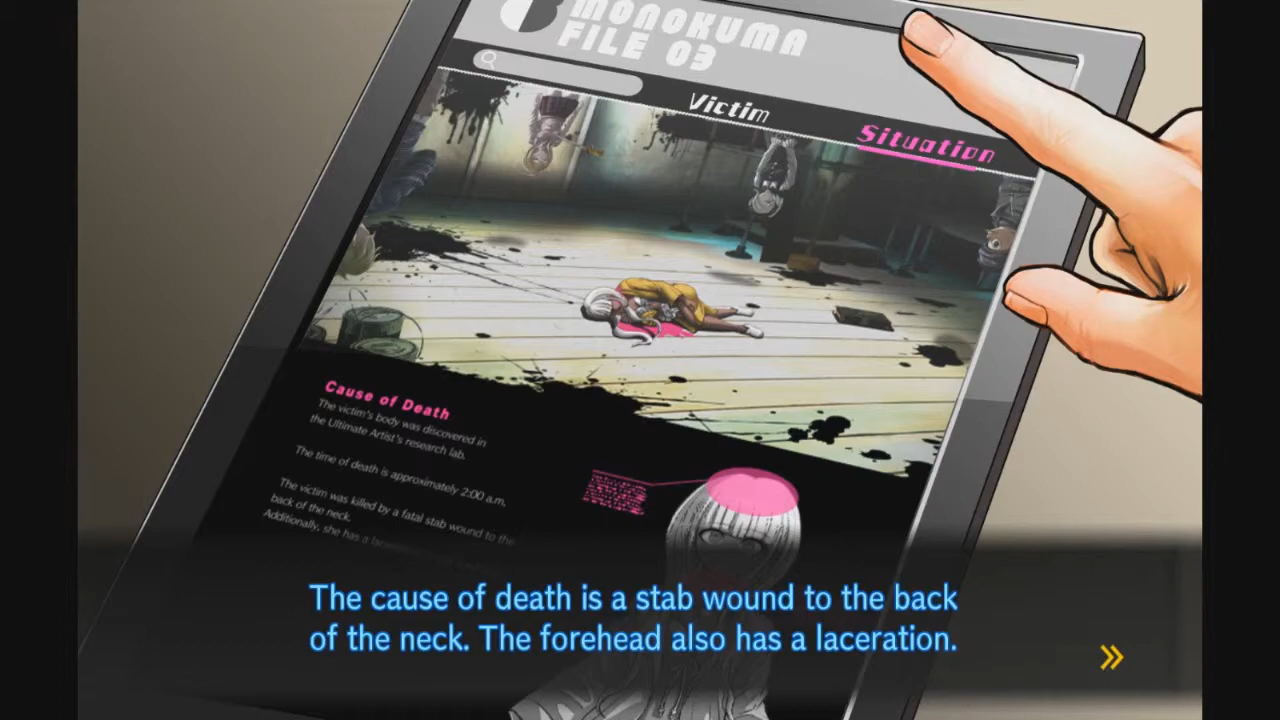 MONOKUMA
FILE 03
Victim
Situation
Cause of Death
The victim's body was discovered in
the Ultimate Artist's research lab.
The time of death is approximately 2:00 a.m.
The victim was killed by a fatal stab wound to the
back of the neck.
Additionally, she has a
The cause of death is a stab wound to the back
of the neck. The forehead also has a laceration.